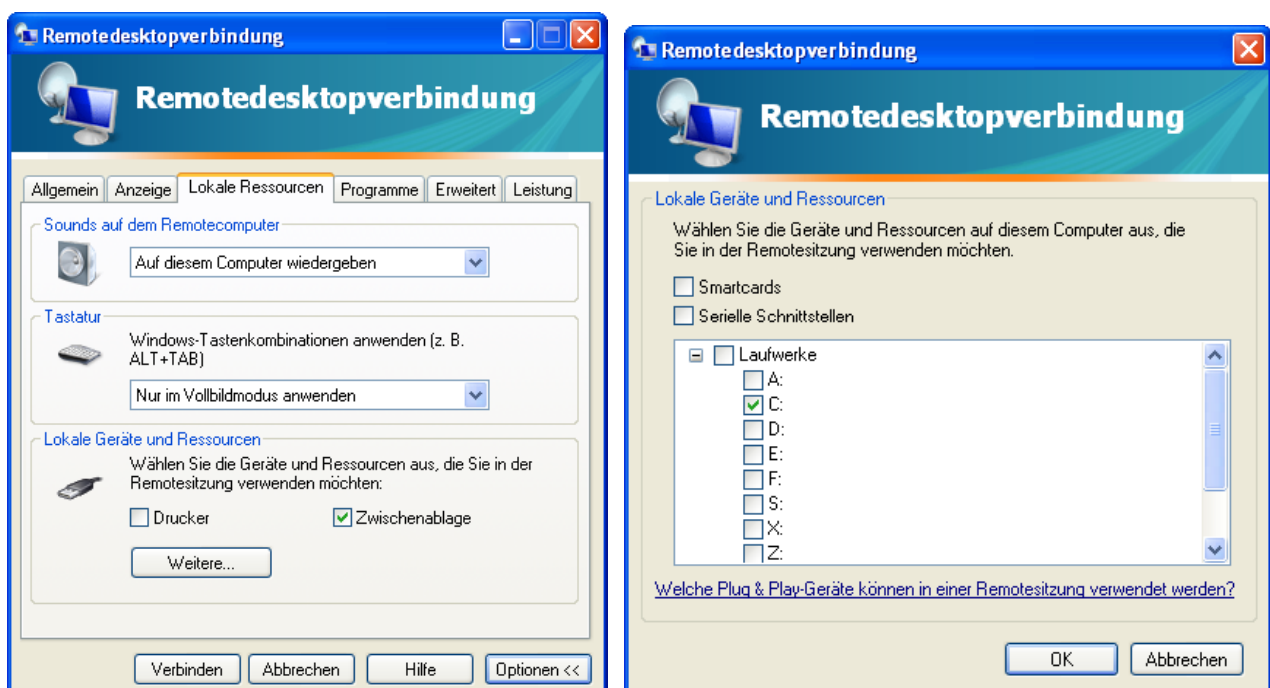 Remotedesktopverbindung
Remotedesktopverbindung
Allgemein Anzeige Lokale Ressourcen Programme Erweitert Leistung
Sounds auf dem Remotecomputer
Auf diesem Computer wiedergeben
Tastatur
Windows-Tastenkombinationen anwenden (z. B.
ALT+TAB)
Nur im Vollbildmodus anwenden
Lokale Geräte und Ressourcen
Wählen Sie die Geräte und Ressourcen aus, die Sie in der
Remotesitzung verwenden möchten:
Drucker Zwischenablage
Weitere...
Verbinden Abbrechen Hilfe Optionen <<
Remotedesktopverbindung
Remotedesktopverbindung
Lokale Geräte und Ressourcen
Wählen Sie die Geräte und Ressourcen auf diesem Computer aus, die
Sie in der Remotesitzung verwenden möchten.
Smartcards
Serielle Schnittstellen
Laufwerke
A:
C:
D:
E:
F:
S:
X:
Z:
Welche Plug & Play-Geräte können in einer Remotesitzung verwendet werden?
OK Abbrechen